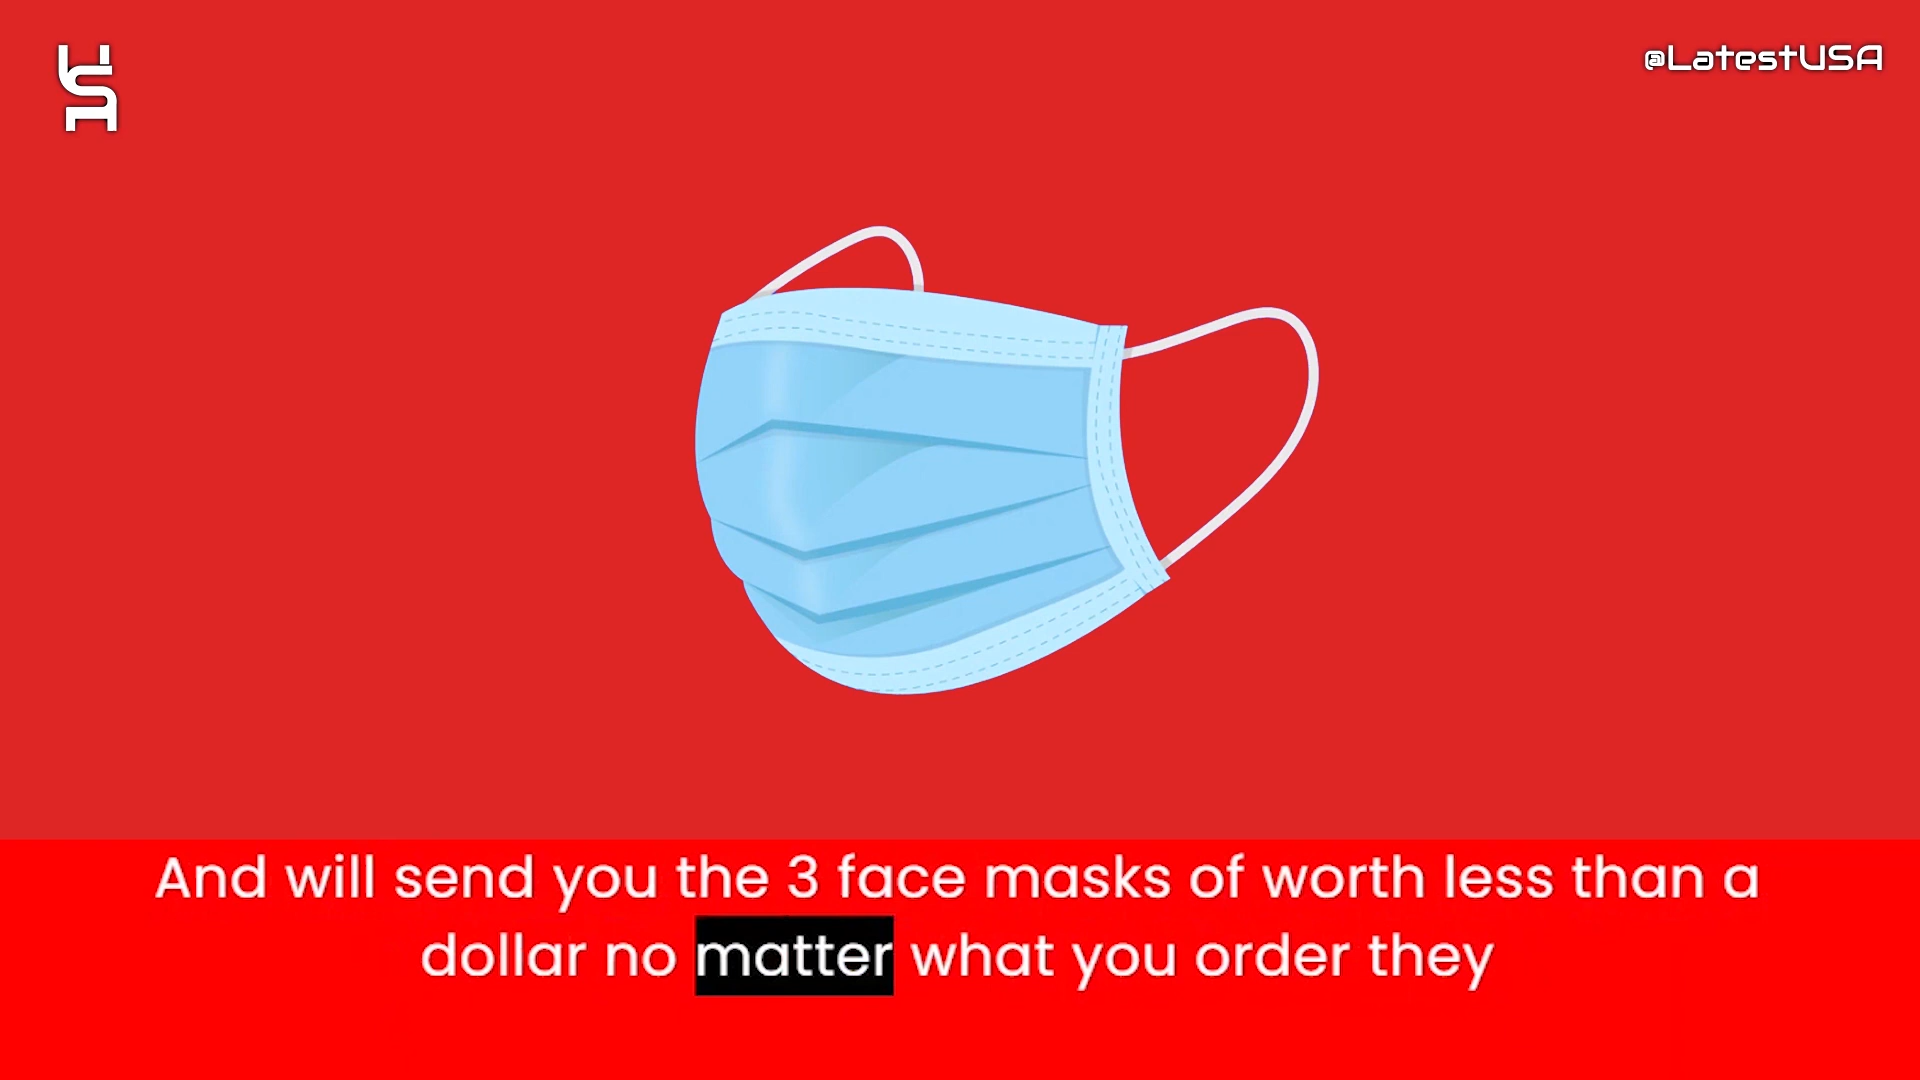 USA
@LatestUSA
And will send you the 3 face masks of worth less than a
dollar no matter what you order they